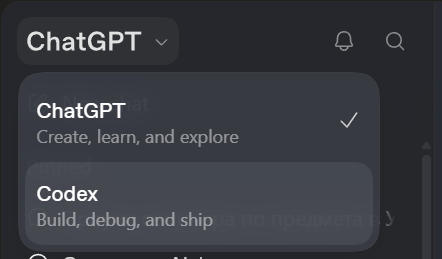 ChatGPT
ChatGPT
Create, learn, and explore
Codex
Build, debug, and ship